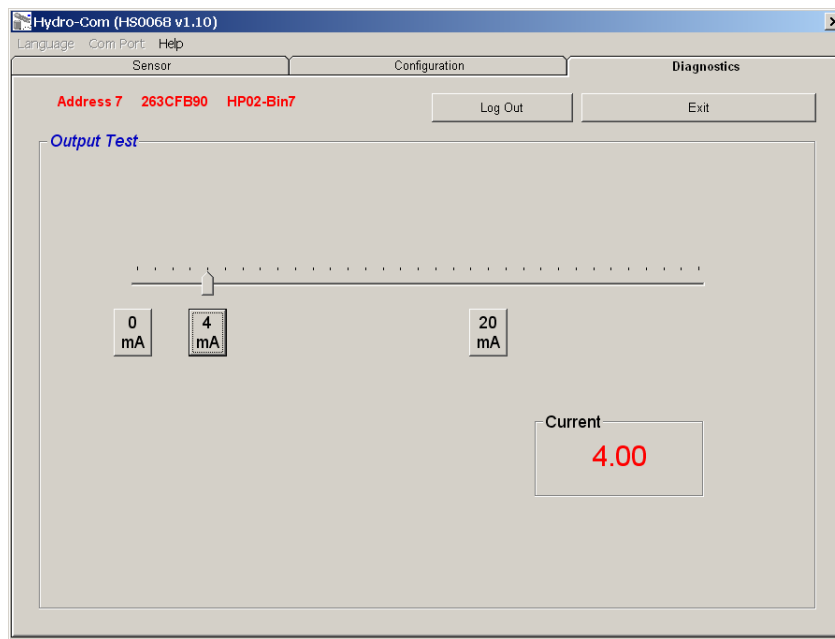 Hydro-Com (HS0068 v1.10)
Language Com Port Help
Sensor Configuration Diagnostics
Address 7 263CFB90 HP02-Bin7 Log Out Exit
Output Test
0 mA
4 mA
20 mA
Current
4.00